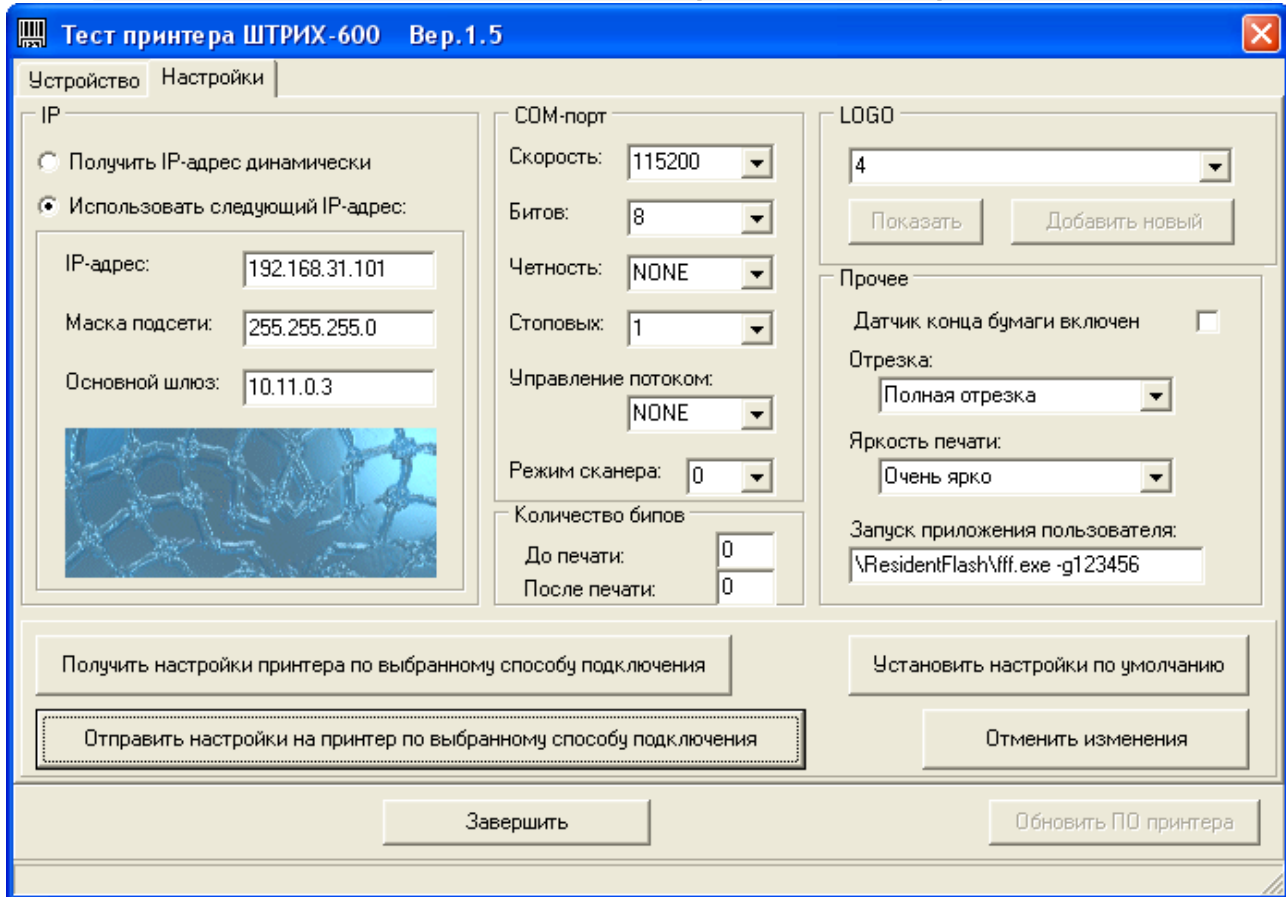 Тест принтера ШТРИХ-600 Вер.1.5
Устройство Настройки
IP
Получить IP-адрес динамически
Использовать следующий IP-адрес:
IP-адрес: 192.168.31.101
Маска подсети: 255.255.255.0
Основной шлюз: 10.11.0.3
COM-порт
Скорость: 115200
Битов: 8
Четность: NONE
Стоповых: 1
Управление потоком:
NONE
Режим сканера: 0
Количество бипов
До печати: 0
После печати: 0
LOGO
4
Показать Добавить новый
Прочее
Датчик конца бумаги включен
Отрезка:
Полная отрезка
Яркость печати:
Очень ярко
Запуск приложения пользователя:
\ResidentFlash\fff.exe -g123456
Получить настройки принтера по выбранному способу подключения
Установить настройки по умолчанию
Отправить настройки на принтер по выбранному способу подключения
Отменить изменения
Завершить
Обновить ПО принтера